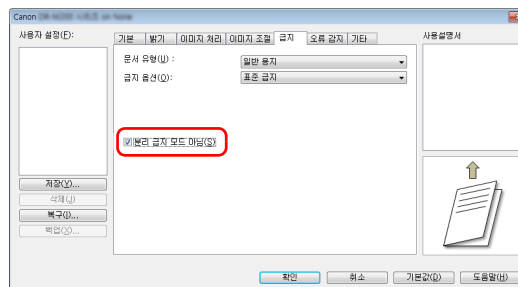 Canon
사용자 설정(F):
기본 밝기 이미지 처리 이미지 조절 급지 오류 감지 기타
사용설명서
문서 유형(U) :
일반 용지
급지 옵션(O):
표준 급지
분리 급지 모드 아님(S)
저장(Y)...
삭제(J)
복구(I)...
백업(X)...
확인 취소 기본값(D) 도움말(H)